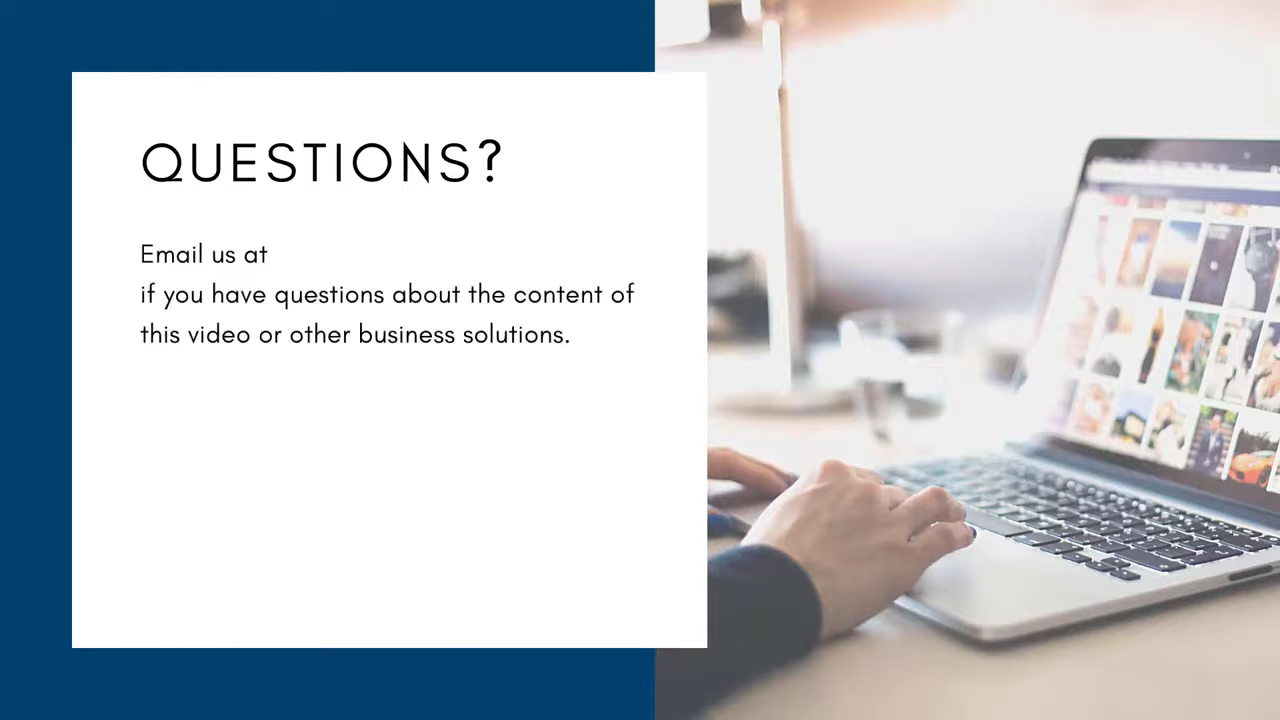 QUESTIONS?
Email us at
if you have questions about the content of
this video or other business solutions.